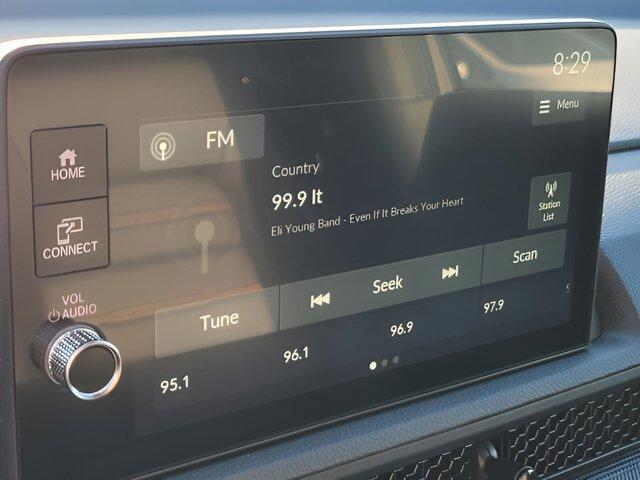 8:29
Menu
FM
HOME
Country
99.9 It
Eli Young Band - Even If It Breaks Your Heart
Station
List
CONNECT
Tune
Seek
Scan
VOL
AUDIO
95.1
96.1
96.9
97.9